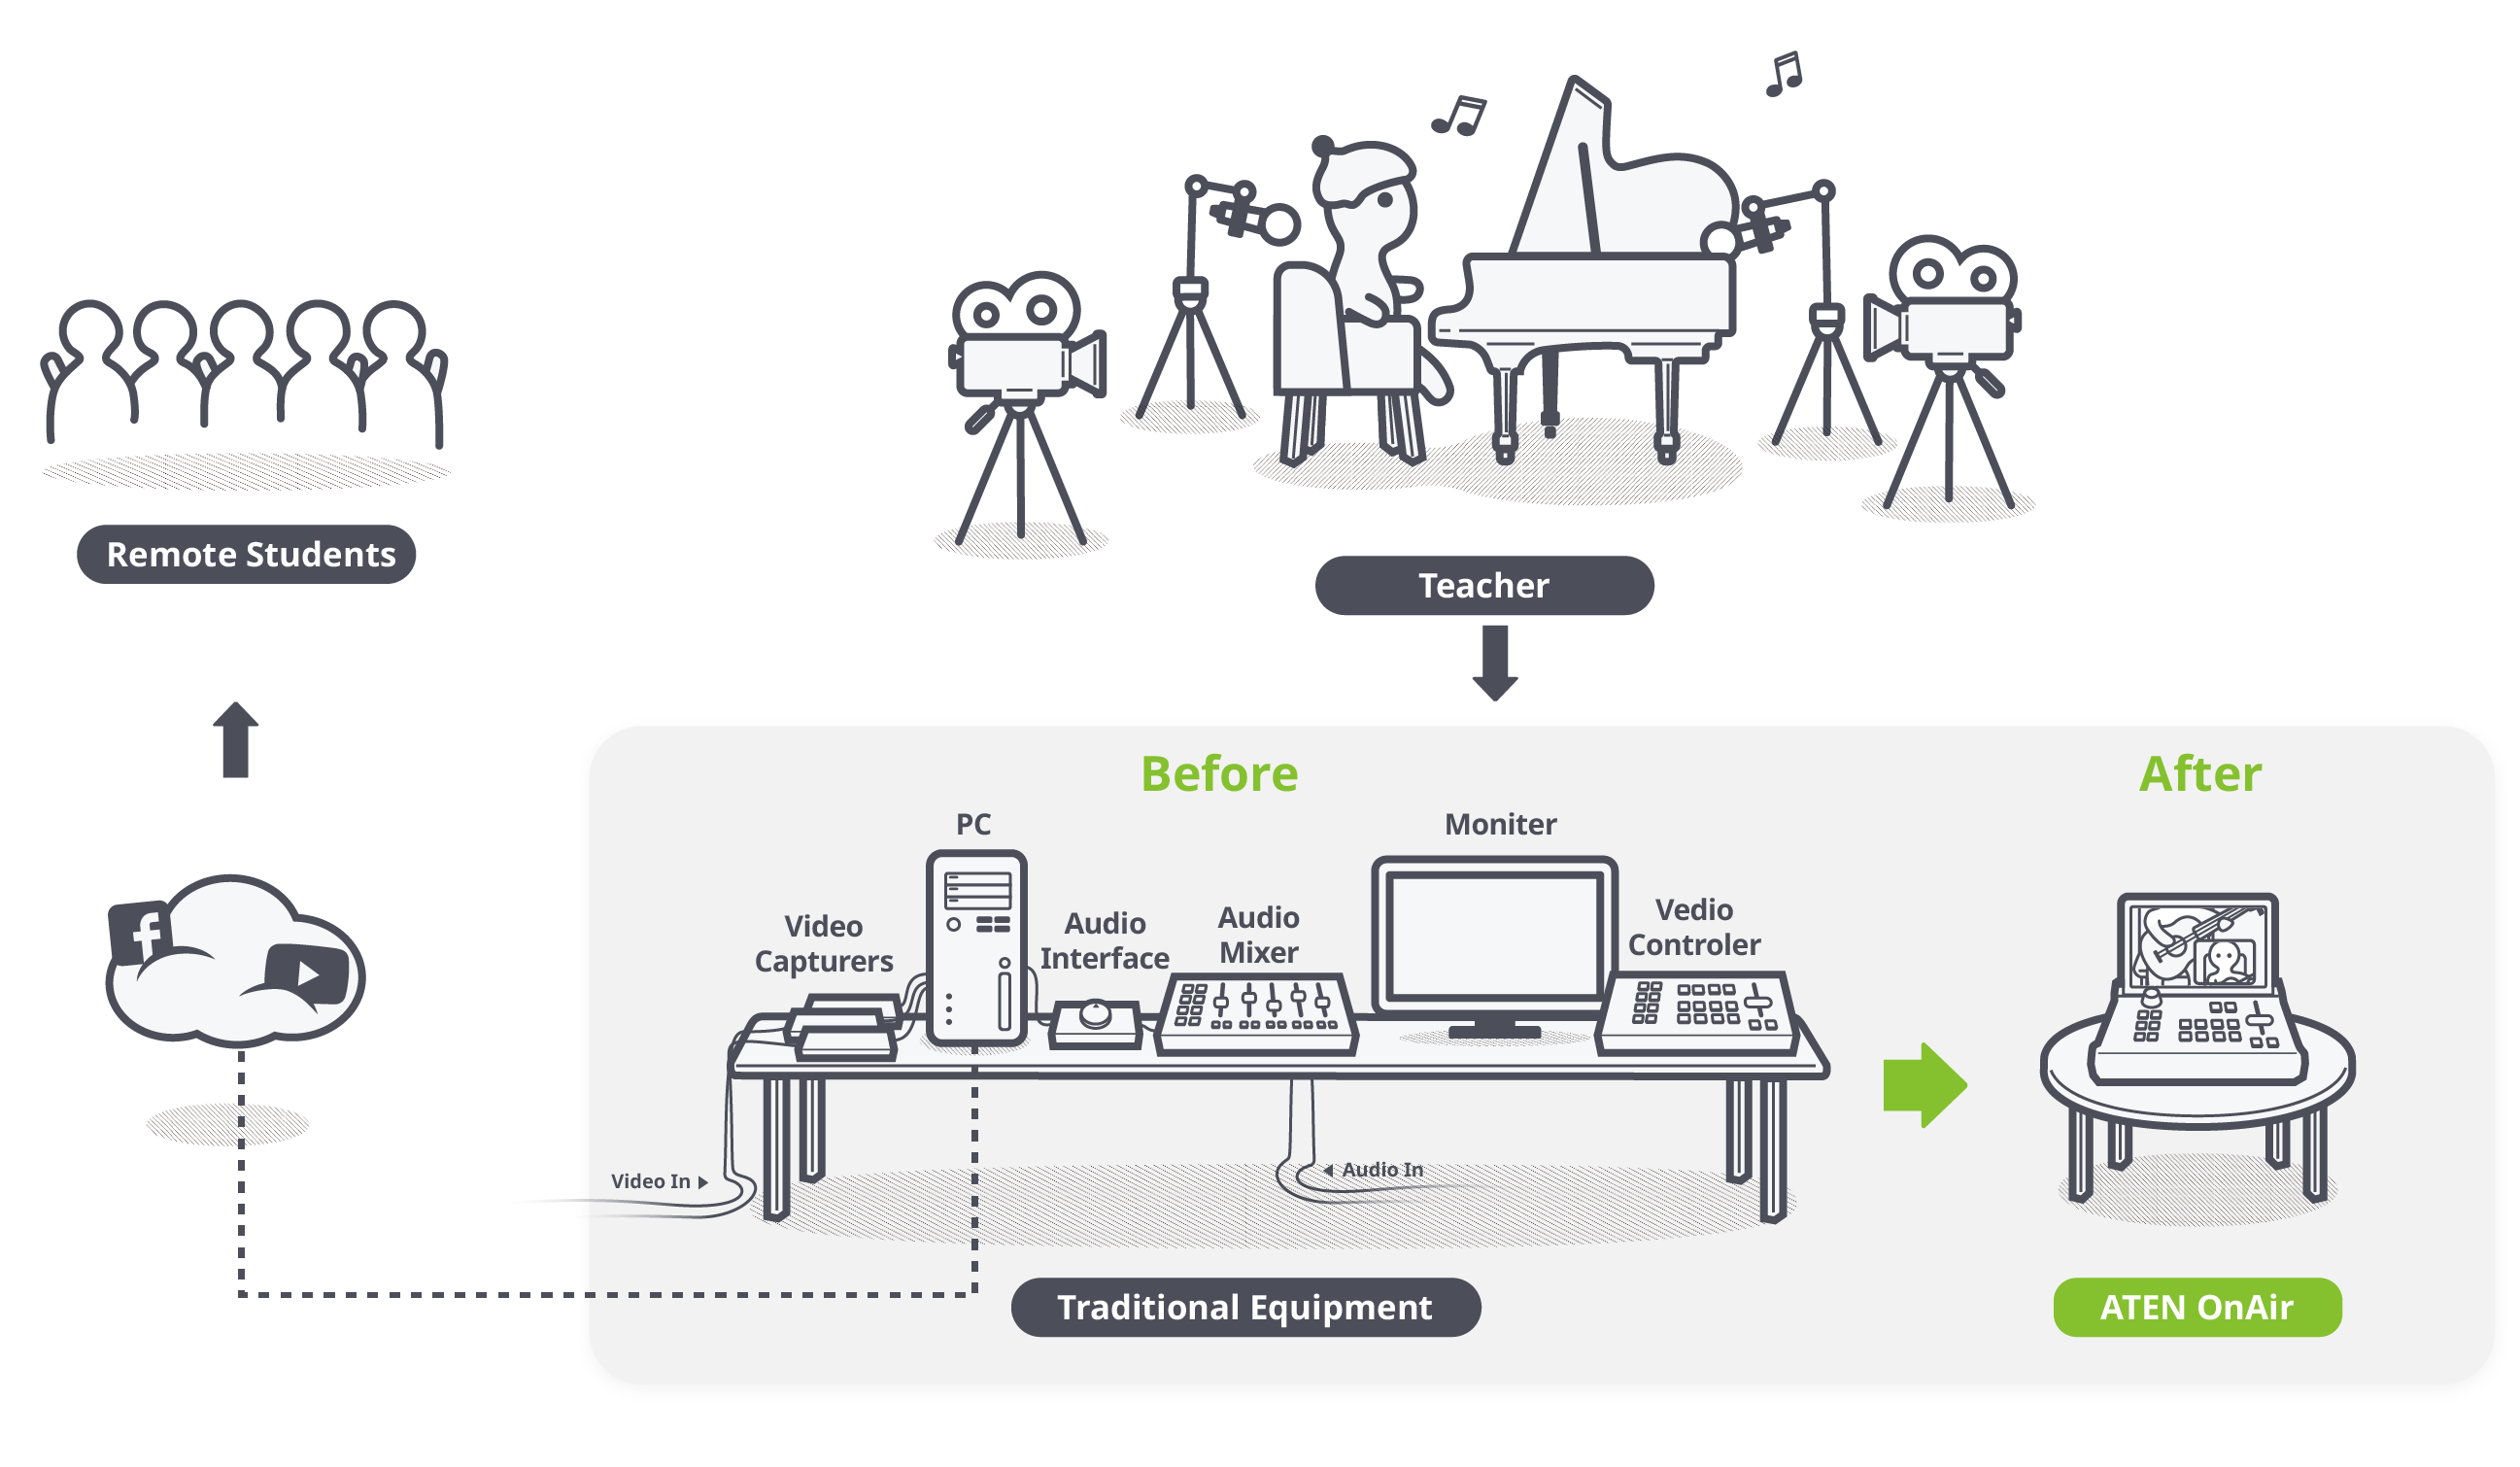 Remote Students
Teacher
Before
After
PC
Moniter
Video
Capturers
Audio
Interface
Audio
Mixer
Vedio
Controler
Video In
Audio In
Traditional Equipment
ATEN OnAir